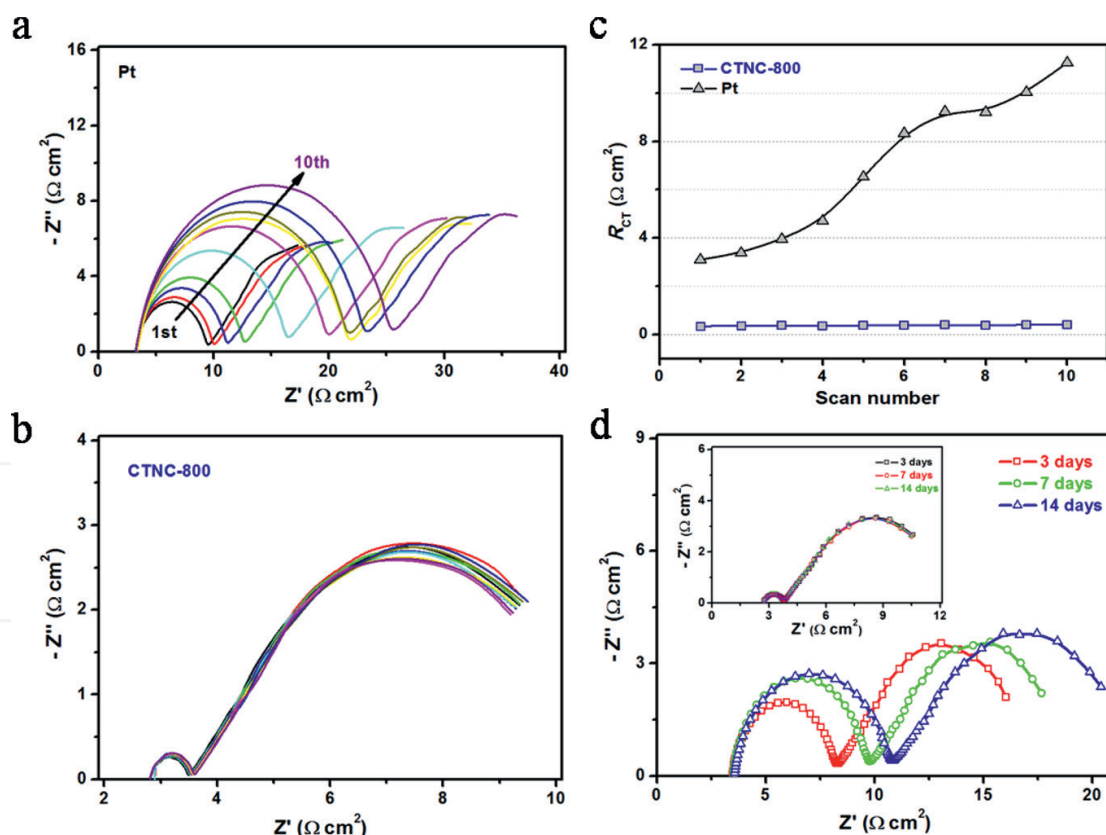 a
Pt
10th
1st
- Z'' (Ω cm²)
16
12
8
4
0
0 10 20 30 40
Z' (Ω cm²)
b
CTNC-800
- Z'' (Ω cm²)
4
3
2
1
0
2 4 6 8 10
Z' (Ω cm²)
c
CTNC-800
Pt
R_CT (Ω cm²)
12
8
4
0
0 2 4 6 8 10
Scan number
d
3 days
7 days
14 days
- Z'' (Ω cm²)
9
6
3
0
0 5 10 15 20
Z' (Ω cm²)
3 days
7 days
14 days
- Z'' (Ω cm²)
6
4
2
0
0 3 6 9 12
Z' (Ω cm²)